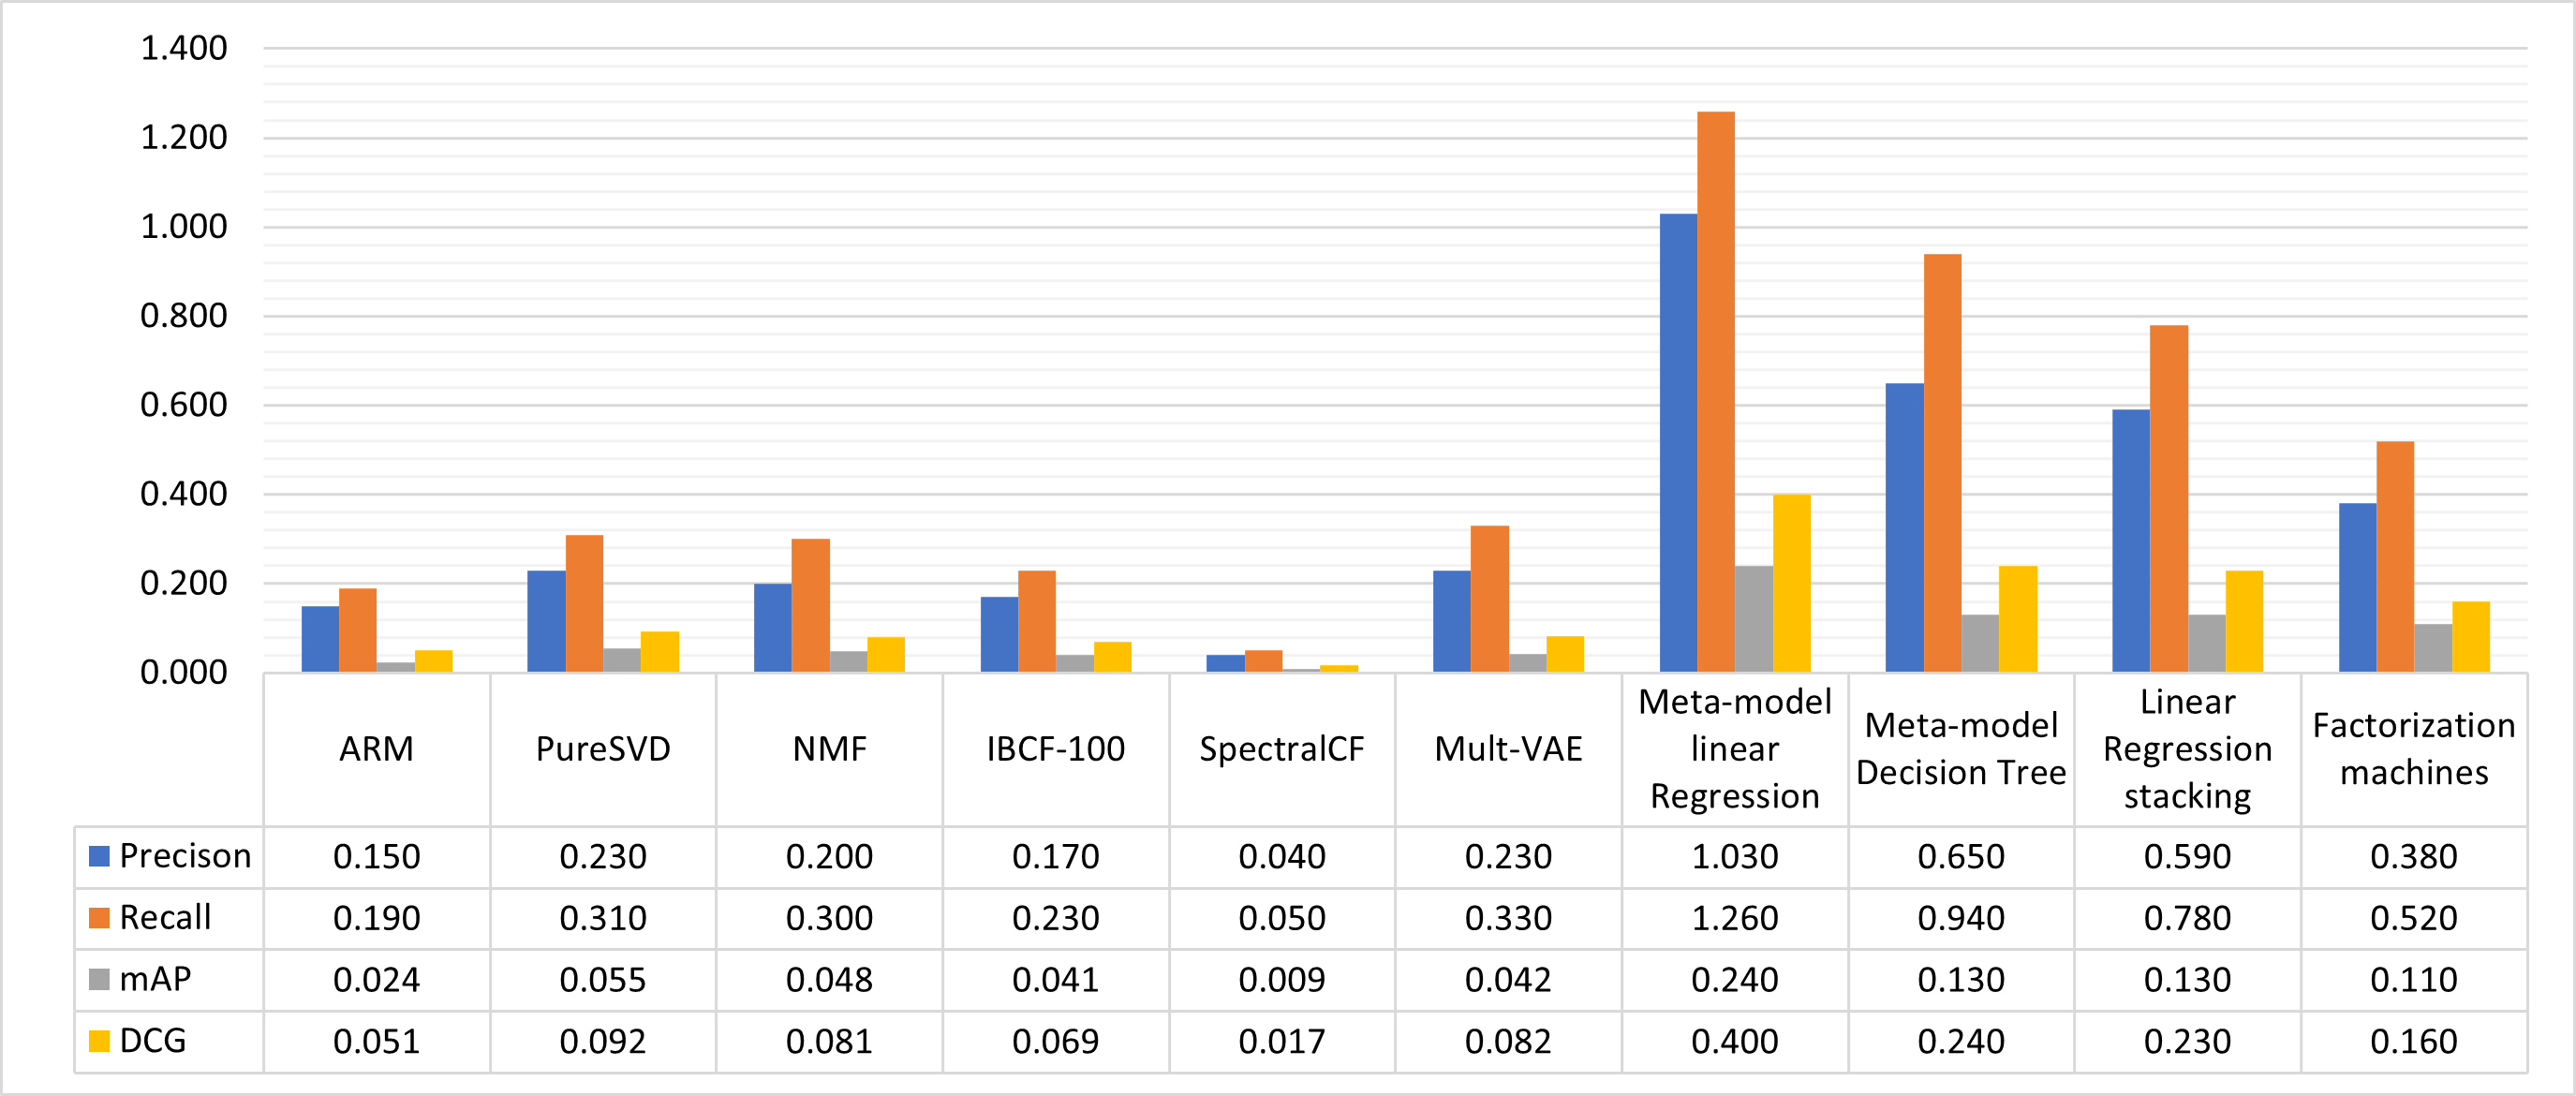 1.400
1.200
1.000
0.800
0.600
0.400
0.200
0.000
ARM PureSVD NMF IBCF-100 SpectralCF Mult-VAE
Meta-model
linear
Regression
Meta-model
Decision Tree
Linear
Regression
stacking
Factorization
machines
Precison 0.150 0.230 0.200 0.170 0.040 0.230 1.030 0.650 0.590 0.380
Recall 0.190 0.310 0.300 0.230 0.050 0.330 1.260 0.940 0.780 0.520
mAP 0.024 0.055 0.048 0.041 0.009 0.042 0.240 0.130 0.130 0.110
DCG 0.051 0.092 0.081 0.069 0.017 0.082 0.400 0.240 0.230 0.160